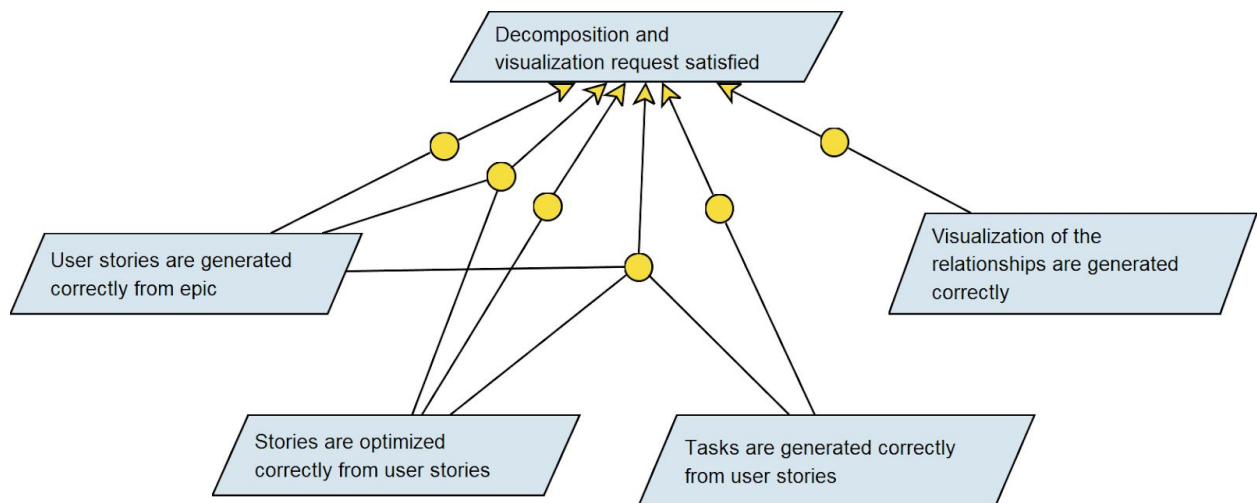 Decomposition and
visualization request satisfied
User stories are generated
correctly from epic
Visualization of the
relationships are generated
correctly
Stories are optimized
correctly from user stories
Tasks are generated correctly
from user stories